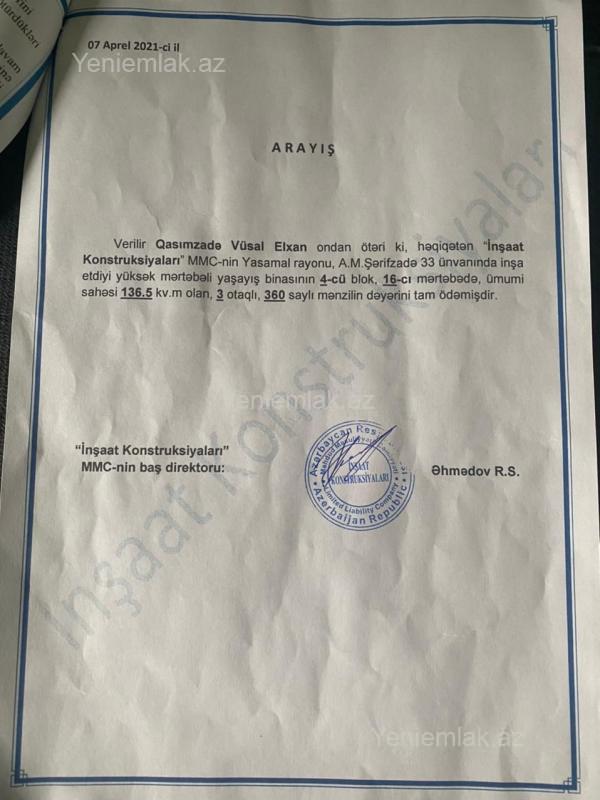 07 Aprel 2021-ci il
Yeniemlak.az
ARAYIŞ
Verilir Qasımzadə Vüsal Elxan ondan ötəri ki, həqiqətən “İnşaat
Konstruksiyaları” MMC-nin Yasamal rayonu, A.M.Şərifzadə 33 ünvanında inşa
etdiyi yüksək mərtəbəli yaşayış binasının 4-cü blok, 16-cı mərtəbədə, ümumi
sahəsi 136.5 kv.m olan, 3 otaqlı, 360 saylı mənzilin dəyərini tam ödəmişdir.
Yeniemlak.az
“İnşaat Konstruksiyaları”
MMC-nin baş direktoru:
Azərbaycan
Məhdud Məsuliyyətli Cəmiyyəti
İNŞAAT
KONSTRUKSİYALARI
Limited Liability Company
Azerbaijan Republic
Əhmədov R.S.
İnşaat Konstruksiyaları
Yeniemlak.az